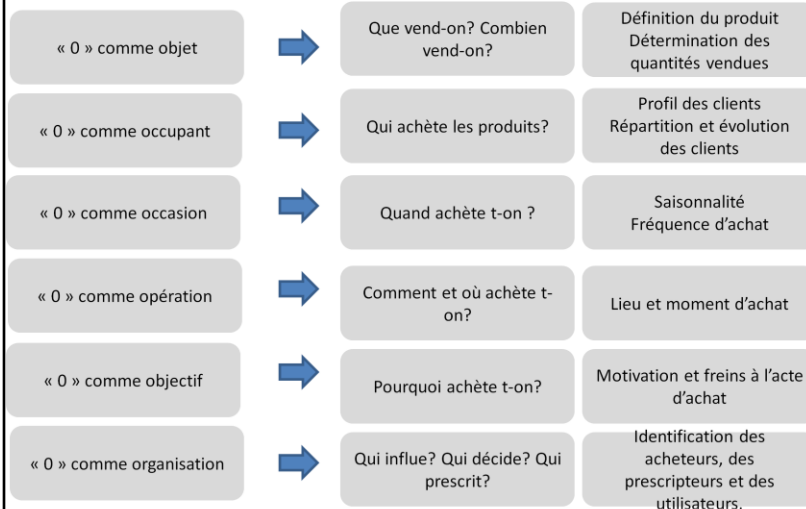 « 0 » comme objet
Que vend-on? Combien
vend-on?
Définition du produit
Détermination des
quantités vendues
« 0 » comme occupant
Qui achète les produits?
Profil des clients
Répartition et évolution
des clients
« 0 » comme occasion
Quand achète t-on ?
Saisonnalité
Fréquence d'achat
« 0 » comme opération
Comment et où achète t-
on?
Lieu et moment d'achat
« 0 » comme objectif
Pourquoi achète t-on?
Motivation et freins à l'acte
d'achat
« 0 » comme organisation
Qui influe? Qui décide? Qui
prescrit?
Identification des
acheteurs, des
prescripteurs et des
utilisateurs.